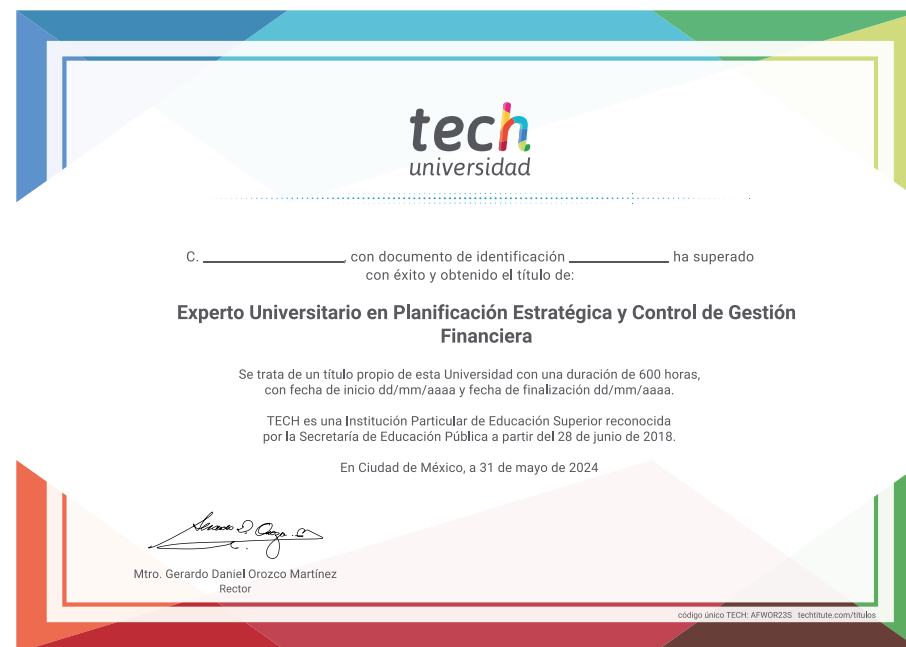 tech
universidad
C. ____________, con documento de identificación ____________ ha superado
con éxito y obtenido el título de:
Experto Universitario en Planificación Estratégica y Control de Gestión
Financiera
Se trata de un título propio de esta Universidad con una duración de 600 horas,
con fecha de inicio dd/mm/aaaa y fecha de finalización dd/mm/aaaa.
TECH es una Institución Particular de Educación Superior reconocida
por la Secretaría de Educación Pública a partir del 28 de junio de 2018.
En Ciudad de México, a 31 de mayo de 2024
Mtro. Gerardo Daniel Orozco Martínez
Rector
código único TECH: AFWOR23S techtitute.com/titulos